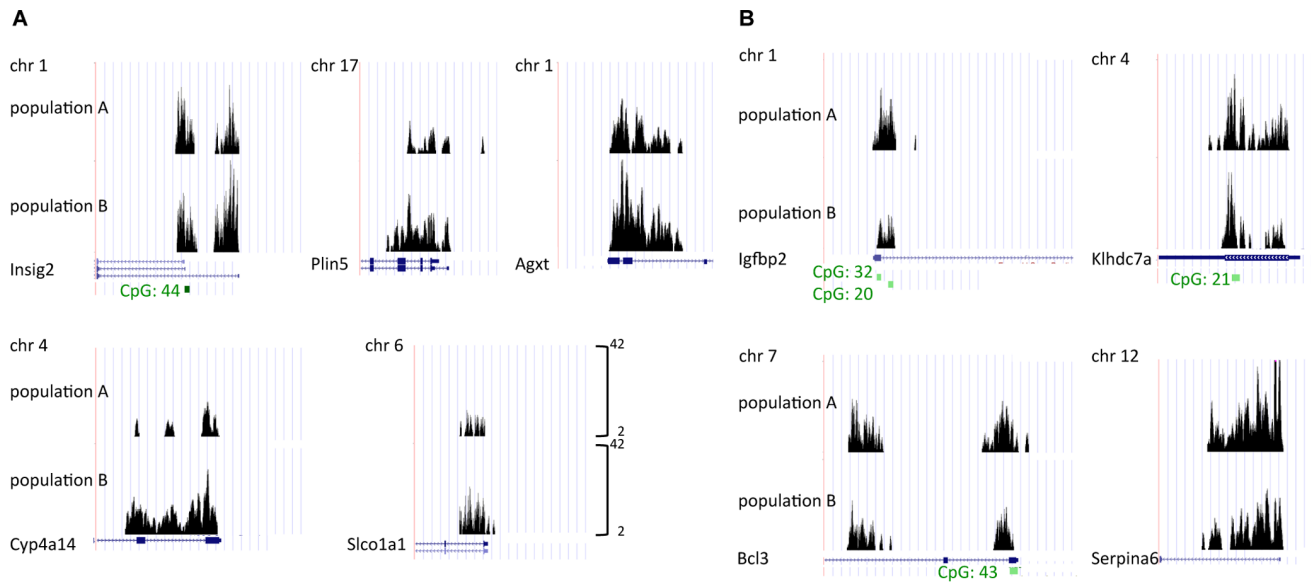 A
B
chr 1
chr 17
chr 1
population A
population B
Insig2
Plin5
Agxt
CpG: 44
chr 4
chr 6
population A
population B
42
2
42
2
Cyp4a14
Slco1a1
chr 1
chr 4
population A
population B
Igfbp2
Klhdc7a
CpG: 32
CpG: 20
CpG: 21
chr 7
chr 12
population A
population B
Bcl3
Serpina6
CpG: 43